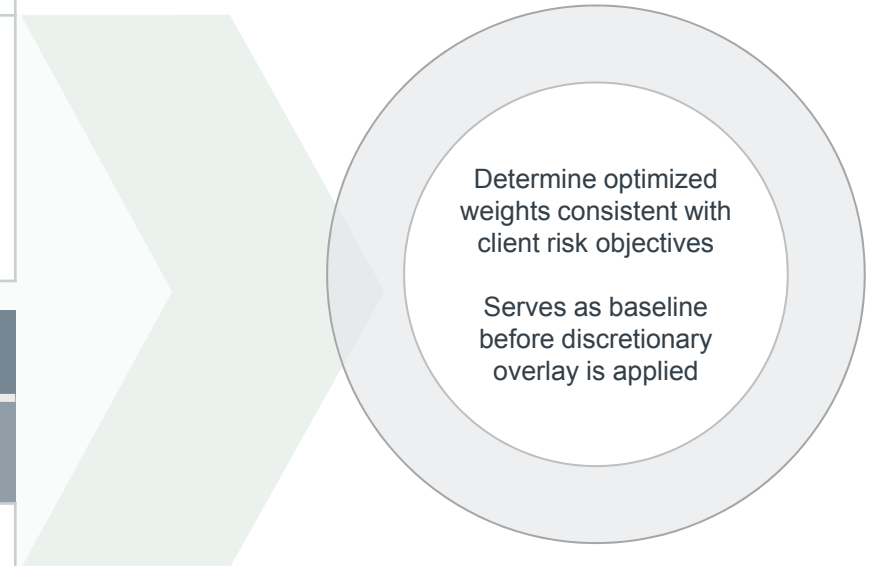 Determine optimized
weights consistent with
client risk objectives
Serves as baseline
before discretionary
overlay is applied